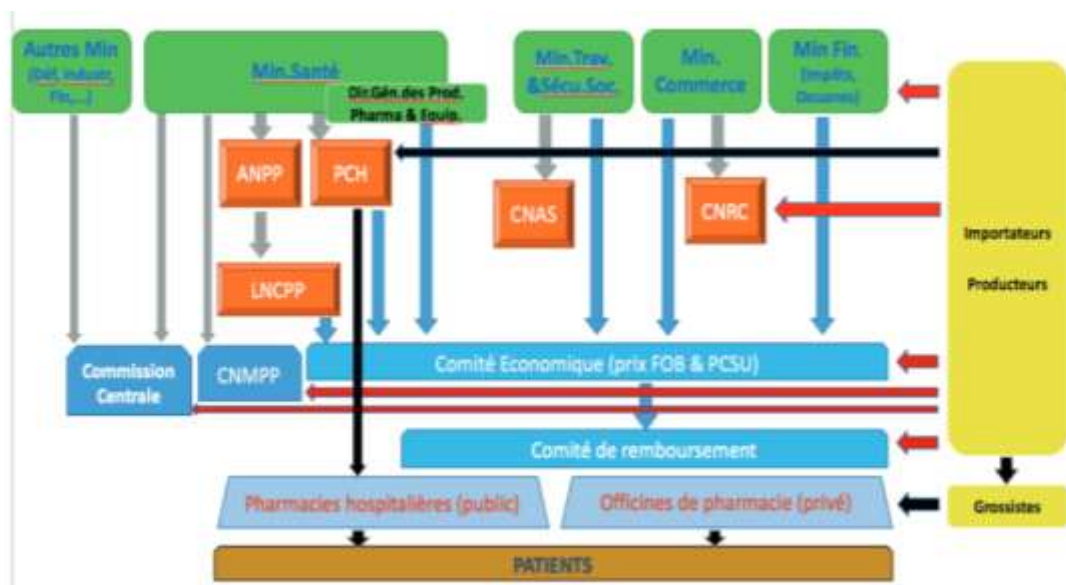 Autres Min
(Déf, Industr,
Fin,...)
Min.Santé
Dir.Gén.des Prod.
Pharma & Equip.
Min.Trav.
&Sécu.Soc.
Min.
Commerce
Min Fin.
(Impôts,
Douanes)
ANPP
PCH
CNAS
CNRC
Importateurs
Producteurs
LNCPP
Commission
Centrale
CNMPP
Comité Economique (prix FOB & PCSU)
Comité de remboursement
Pharmacies hospitalières (public)
Officines de pharmacie (privé)
Grossistes
PATIENTS